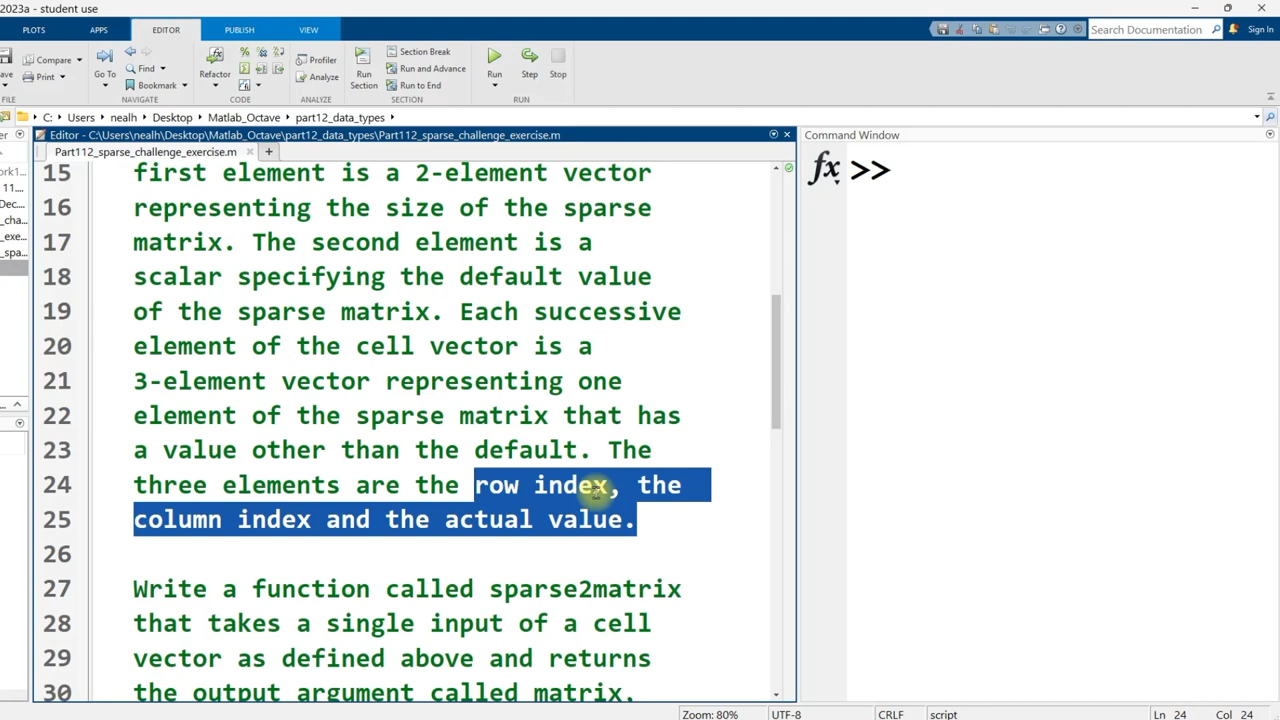 2023a - student use
PLOTS APPS EDITOR PUBLISH VIEW
Search Documentation Sign In
Compare Go To Find Refactor Profiler Run Section Section Break Run Step Stop
Print Bookmark Analyze Run and Advance
Run to End
FILE NAVIGATE CODE ANALYZE SECTION RUN
C: Users nealh Desktop Matlab_Octave part12_data_types
Editor - C:\Users\nealh\Desktop\Matlab_Octave\part12_data_types\Part112_sparse_challenge_exercise.m
Command Window
Part112_sparse_challenge_exercise.m
fx >>
15 first element is a 2-element vector
16 representing the size of the sparse
17 matrix. The second element is a
18 scalar specifying the default value
19 of the sparse matrix. Each successive
20 element of the cell vector is a
21 3-element vector representing one
22 element of the sparse matrix that has
23 a value other than the default. The
24 three elements are the row index, the
25 column index and the actual value.
26
27 Write a function called sparse2matrix
28 that takes a single input of a cell
29 vector as defined above and returns
30 the output argument called matrix.
Zoom: 80% UTF-8 CRLF script Ln 24 Col 24